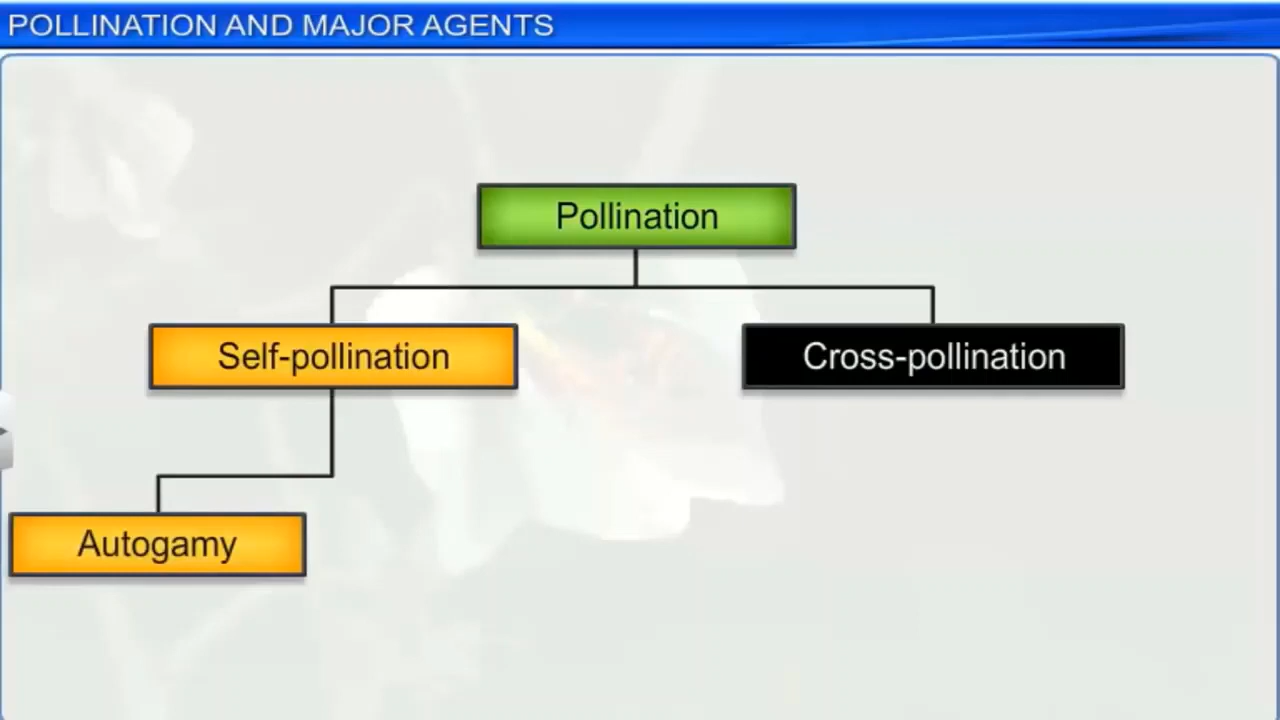 POLLINATION AND MAJOR AGENTS
Pollination
Self-pollination
Cross-pollination
Autogamy